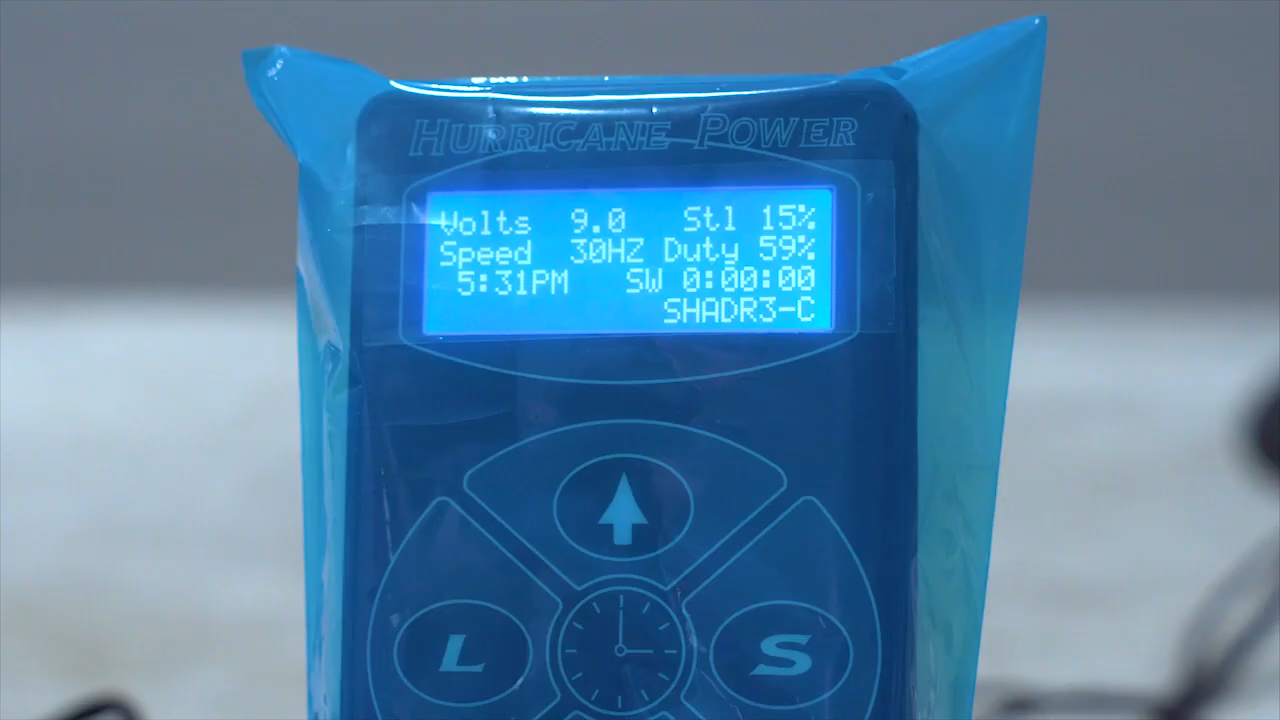 HURRICANE POWER
Volts 9.0 Stl 15%
Speed 30HZ Duty 59%
5:31PM SW 0:00:00
SHADR3-C
L S